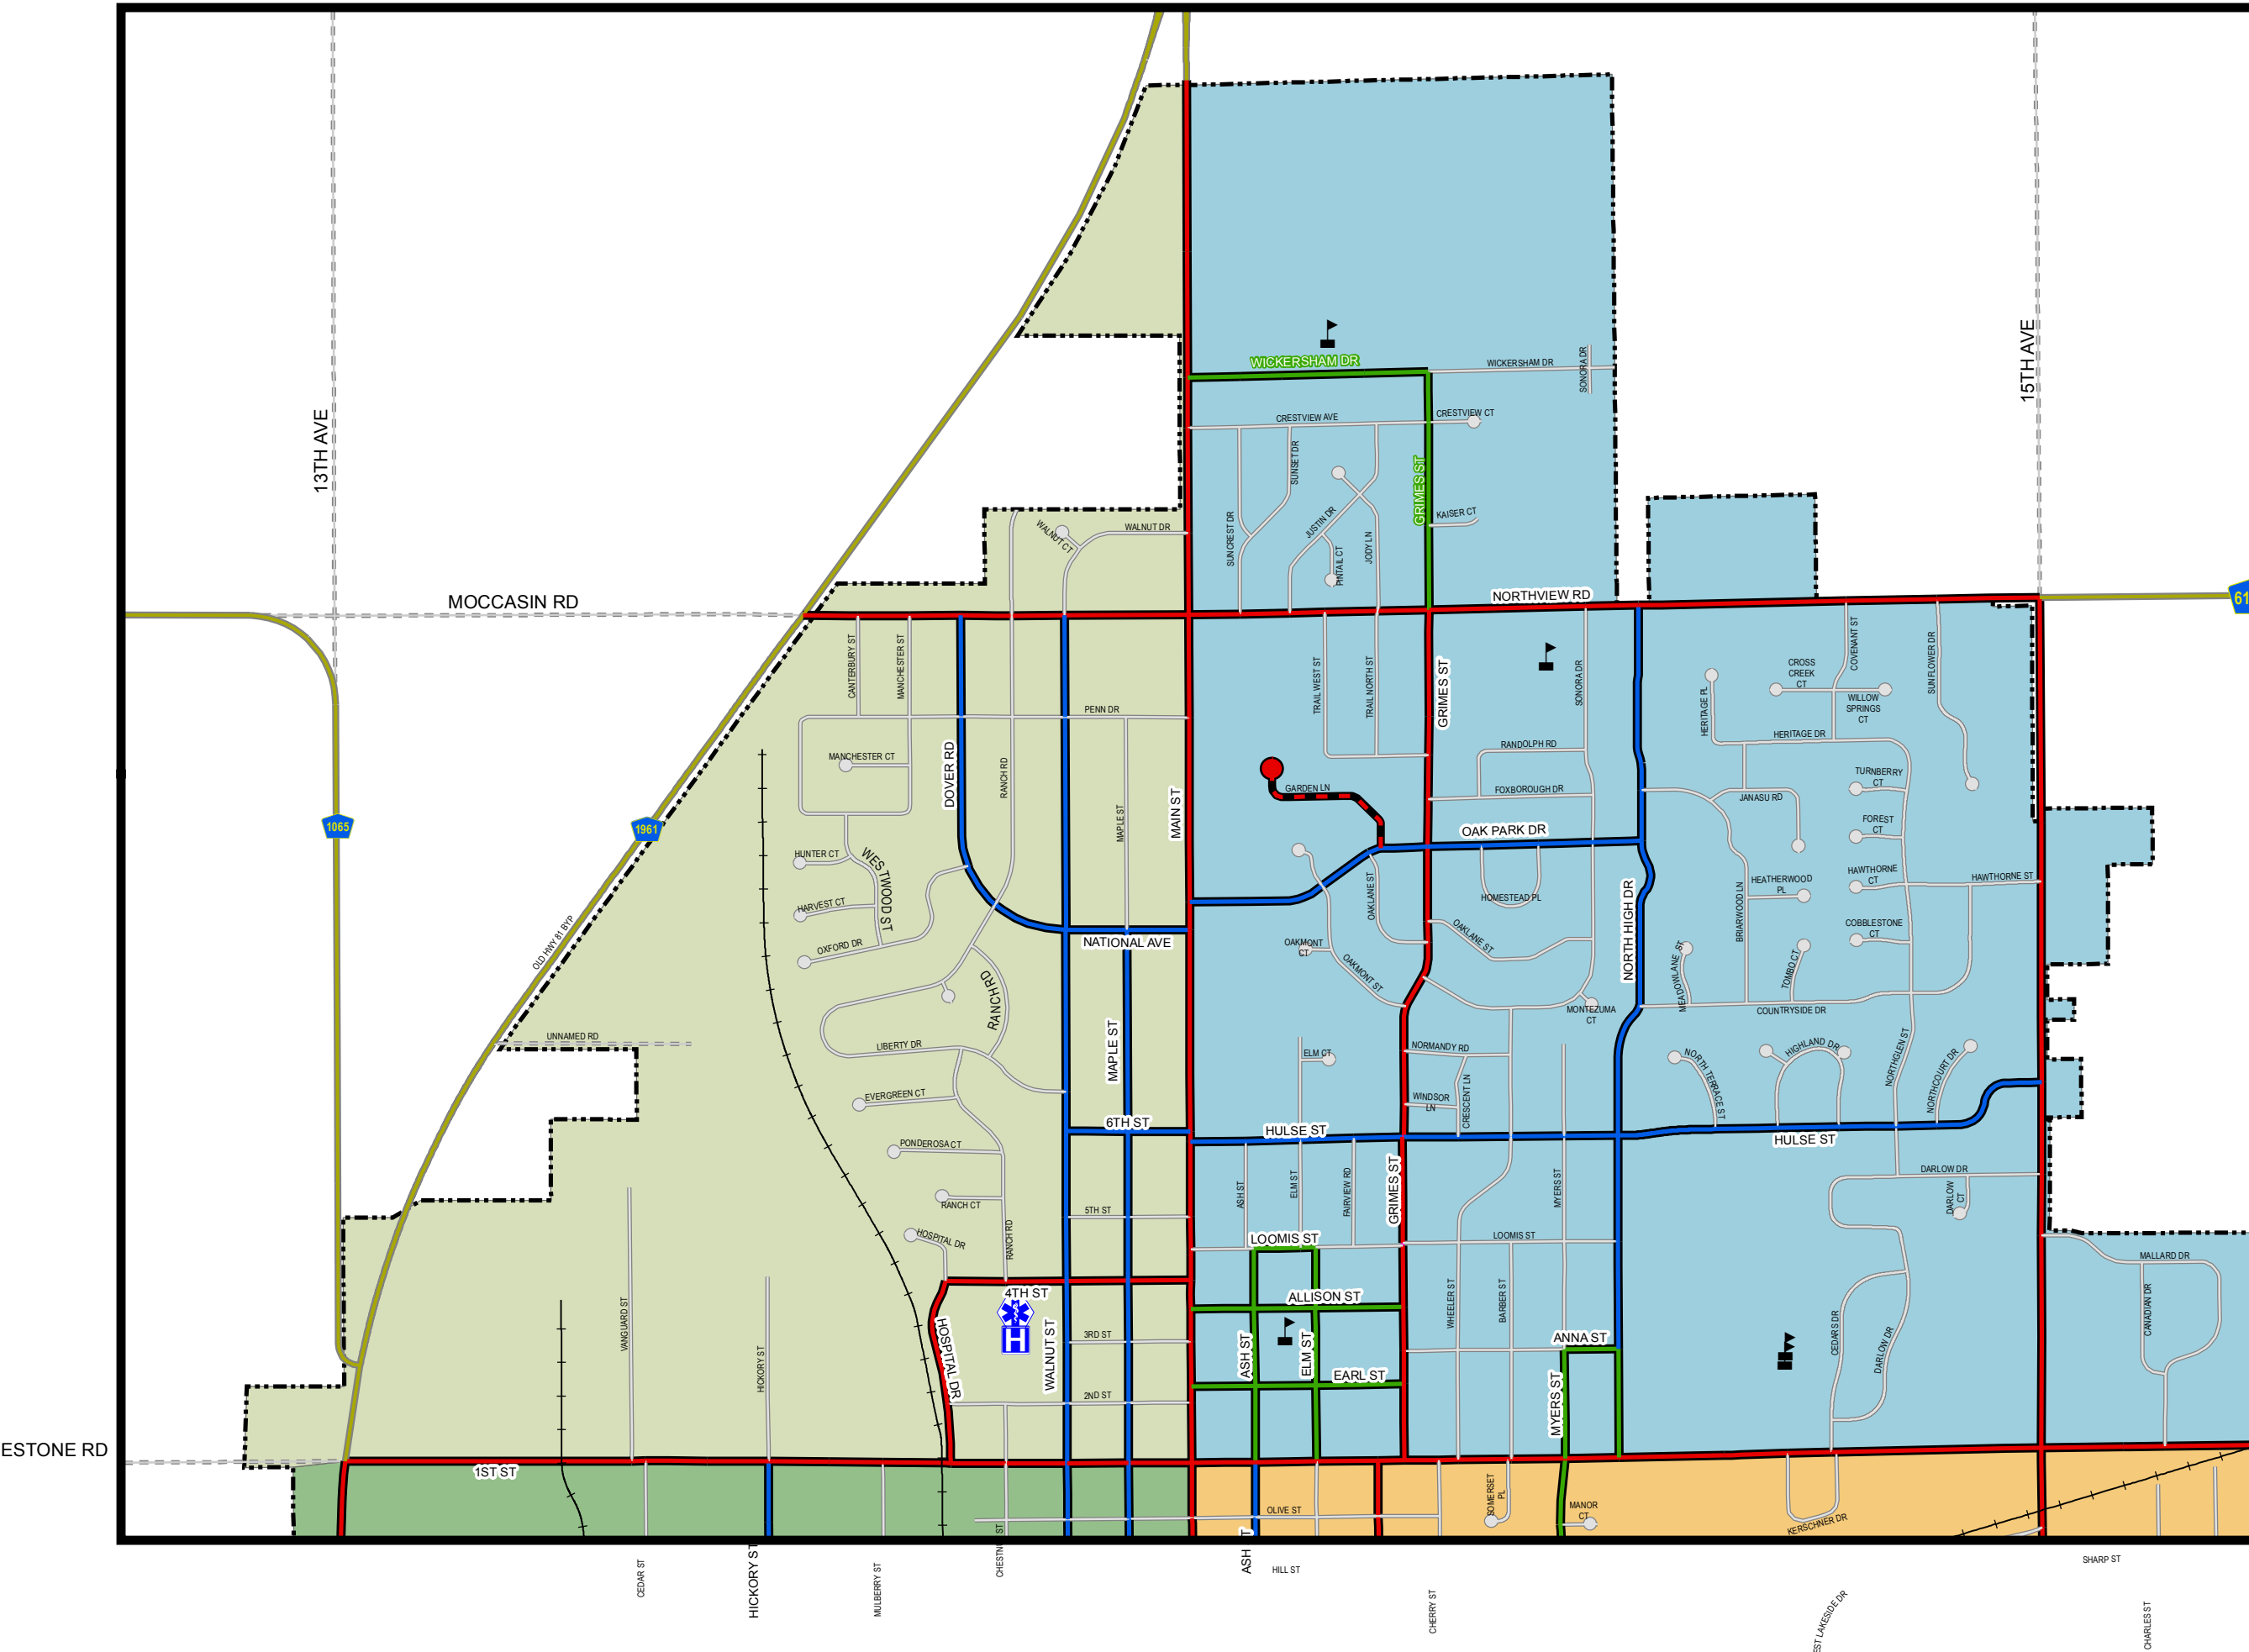 WICKERSHAM DR
WICKERSHAM DR
SONORA DR
13TH AVE
15TH AVE
CRESTVIEW AVE
CRESTVIEW CT
SUNSET DR
GRIMES ST
KAISER CT
SUNCREST DR
JUSTIN DR
JODY LN
PINTAIL CT
WALNUT CT
WALNUT DR
MOCCASIN RD
NORTHVIEW RD
61
CANTERBURY ST
MANCHESTER ST
TRAIL WEST ST
TRAIL NORTH ST
GRIMES ST
SONORA DR
HERITAGE PL
CROSS
CREEK
CT
COVENANT ST
WILLOW
SPRINGS
CT
SUNFLOWER DR
PENN DR
HERITAGE DR
RANDOLPH RD
MANCHESTER CT
DOVER RD
RANCH RD
MAPLE ST
MAIN ST
GARDEN LN
FOXBOROUGH DR
JANASU RD
TURNBERRY
CT
FOREST
CT
1065
1961
OAK PARK DR
HUNTER CT
WESTWOOD ST
HARVEST CT
OXFORD DR
OAKLANE ST
HOMESTEAD PL
OAKLANE ST
NORTH HIGH DR
HEATHERWOOD
PL
HAWTHORNE
CT
HAWTHORNE ST
BRIARWOOD LN
COBBLESTONE
CT
OLD HWY 81 BYP
NATIONAL AVE
OAKMONT
CT
OAKMONT ST
MEADOWLANE ST
TOMBO CT
RANCH RD
MONTEZUMA
CT
COUNTRYSIDE DR
UNNAMED RD
LIBERTY DR
MAPLE ST
ELM CT
NORMANDY RD
NORTH TERRACE ST
HIGHLAND DR
NORTHGLEN ST
NORTHCOURT DR
EVERGREEN CT
WINDSOR
LN
CRESCENT LN
6TH ST
HULSE ST
HULSE ST
PONDEROSA CT
ASH ST
ELM ST
FAIRVIEW RD
GRIMES ST
MYERS ST
DARLOW DR
DARLOW
CT
RANCH CT
5TH ST
HOSPITAL DR
RANCH RD
LOOMIS ST
LOOMIS ST
MALLARD DR
4TH ST
H
ALLISON ST
VANGUARD ST
HICKORY ST
HOSPITAL DR
WALNUT ST
3RD ST
ASH ST
ELM ST
WHEELER ST
BARBER ST
ANNA ST
CEDARS DR
DARLOW DR
CANADIAN DR
2ND ST
EARL ST
MYERS ST
ESTONE RD
1ST ST
OLIVE ST
SOMERSET
PL
MANOR
CT
KERSCHNER DR
CEDAR ST
HICKORY ST
MULBERRY ST
CHESTNUT ST
ASH T
HILL ST
CHERRY ST
EST LAKESIDE DR
SHARP ST
CHARLES ST